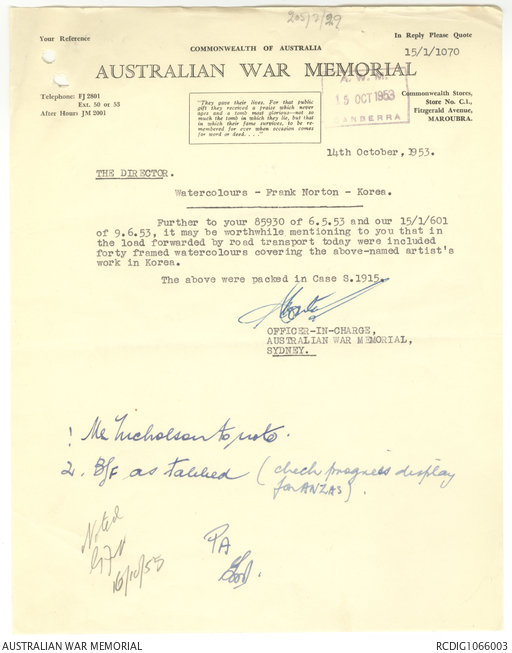 205/2/29
Your Reference
In Reply Please Quote
15/1/1070
COMMONWEALTH OF AUSTRALIA
AUSTRALIAN WAR MEMORIAL
Telephone: FJ 2801
Ext. 50 or 53
After Hours JM 2001
"They gave their lives. For that public
gift they received a praise which never
ages and a tomb most glorious—not so
much the tomb in which they lie, but that
in which their fame survives, to be re-
membered for ever when occasion comes
for word or deed. . . ."
A. W. M.
15 OCT 1953
CANBERRA
Commonwealth Stores,
Store No. C.1.,
Fitzgerald Avenue,
MAROUBRA.
14th October, 1953.
THE DIRECTOR.
Watercolours - Frank Norton - Korea.
Further to your 85930 of 6.5.53 and our 15/1/601
of 9.6.53, it may be worthwhile mentioning to you that in
the load forwarded by road transport today were included
forty framed watercolours covering the above-named artist's
work in Korea.
The above were packed in Case S.1915.
OFFICER-IN-CHARGE,
AUSTRALIAN WAR MEMORIAL,
SYDNEY.
1 Mr Nicholson to note.
2. B/F as tabbed (check progress display
for ANZAS).
Noted
16/10/53
PA
AUSTRALIAN WAR MEMORIAL
RCDIG1066003